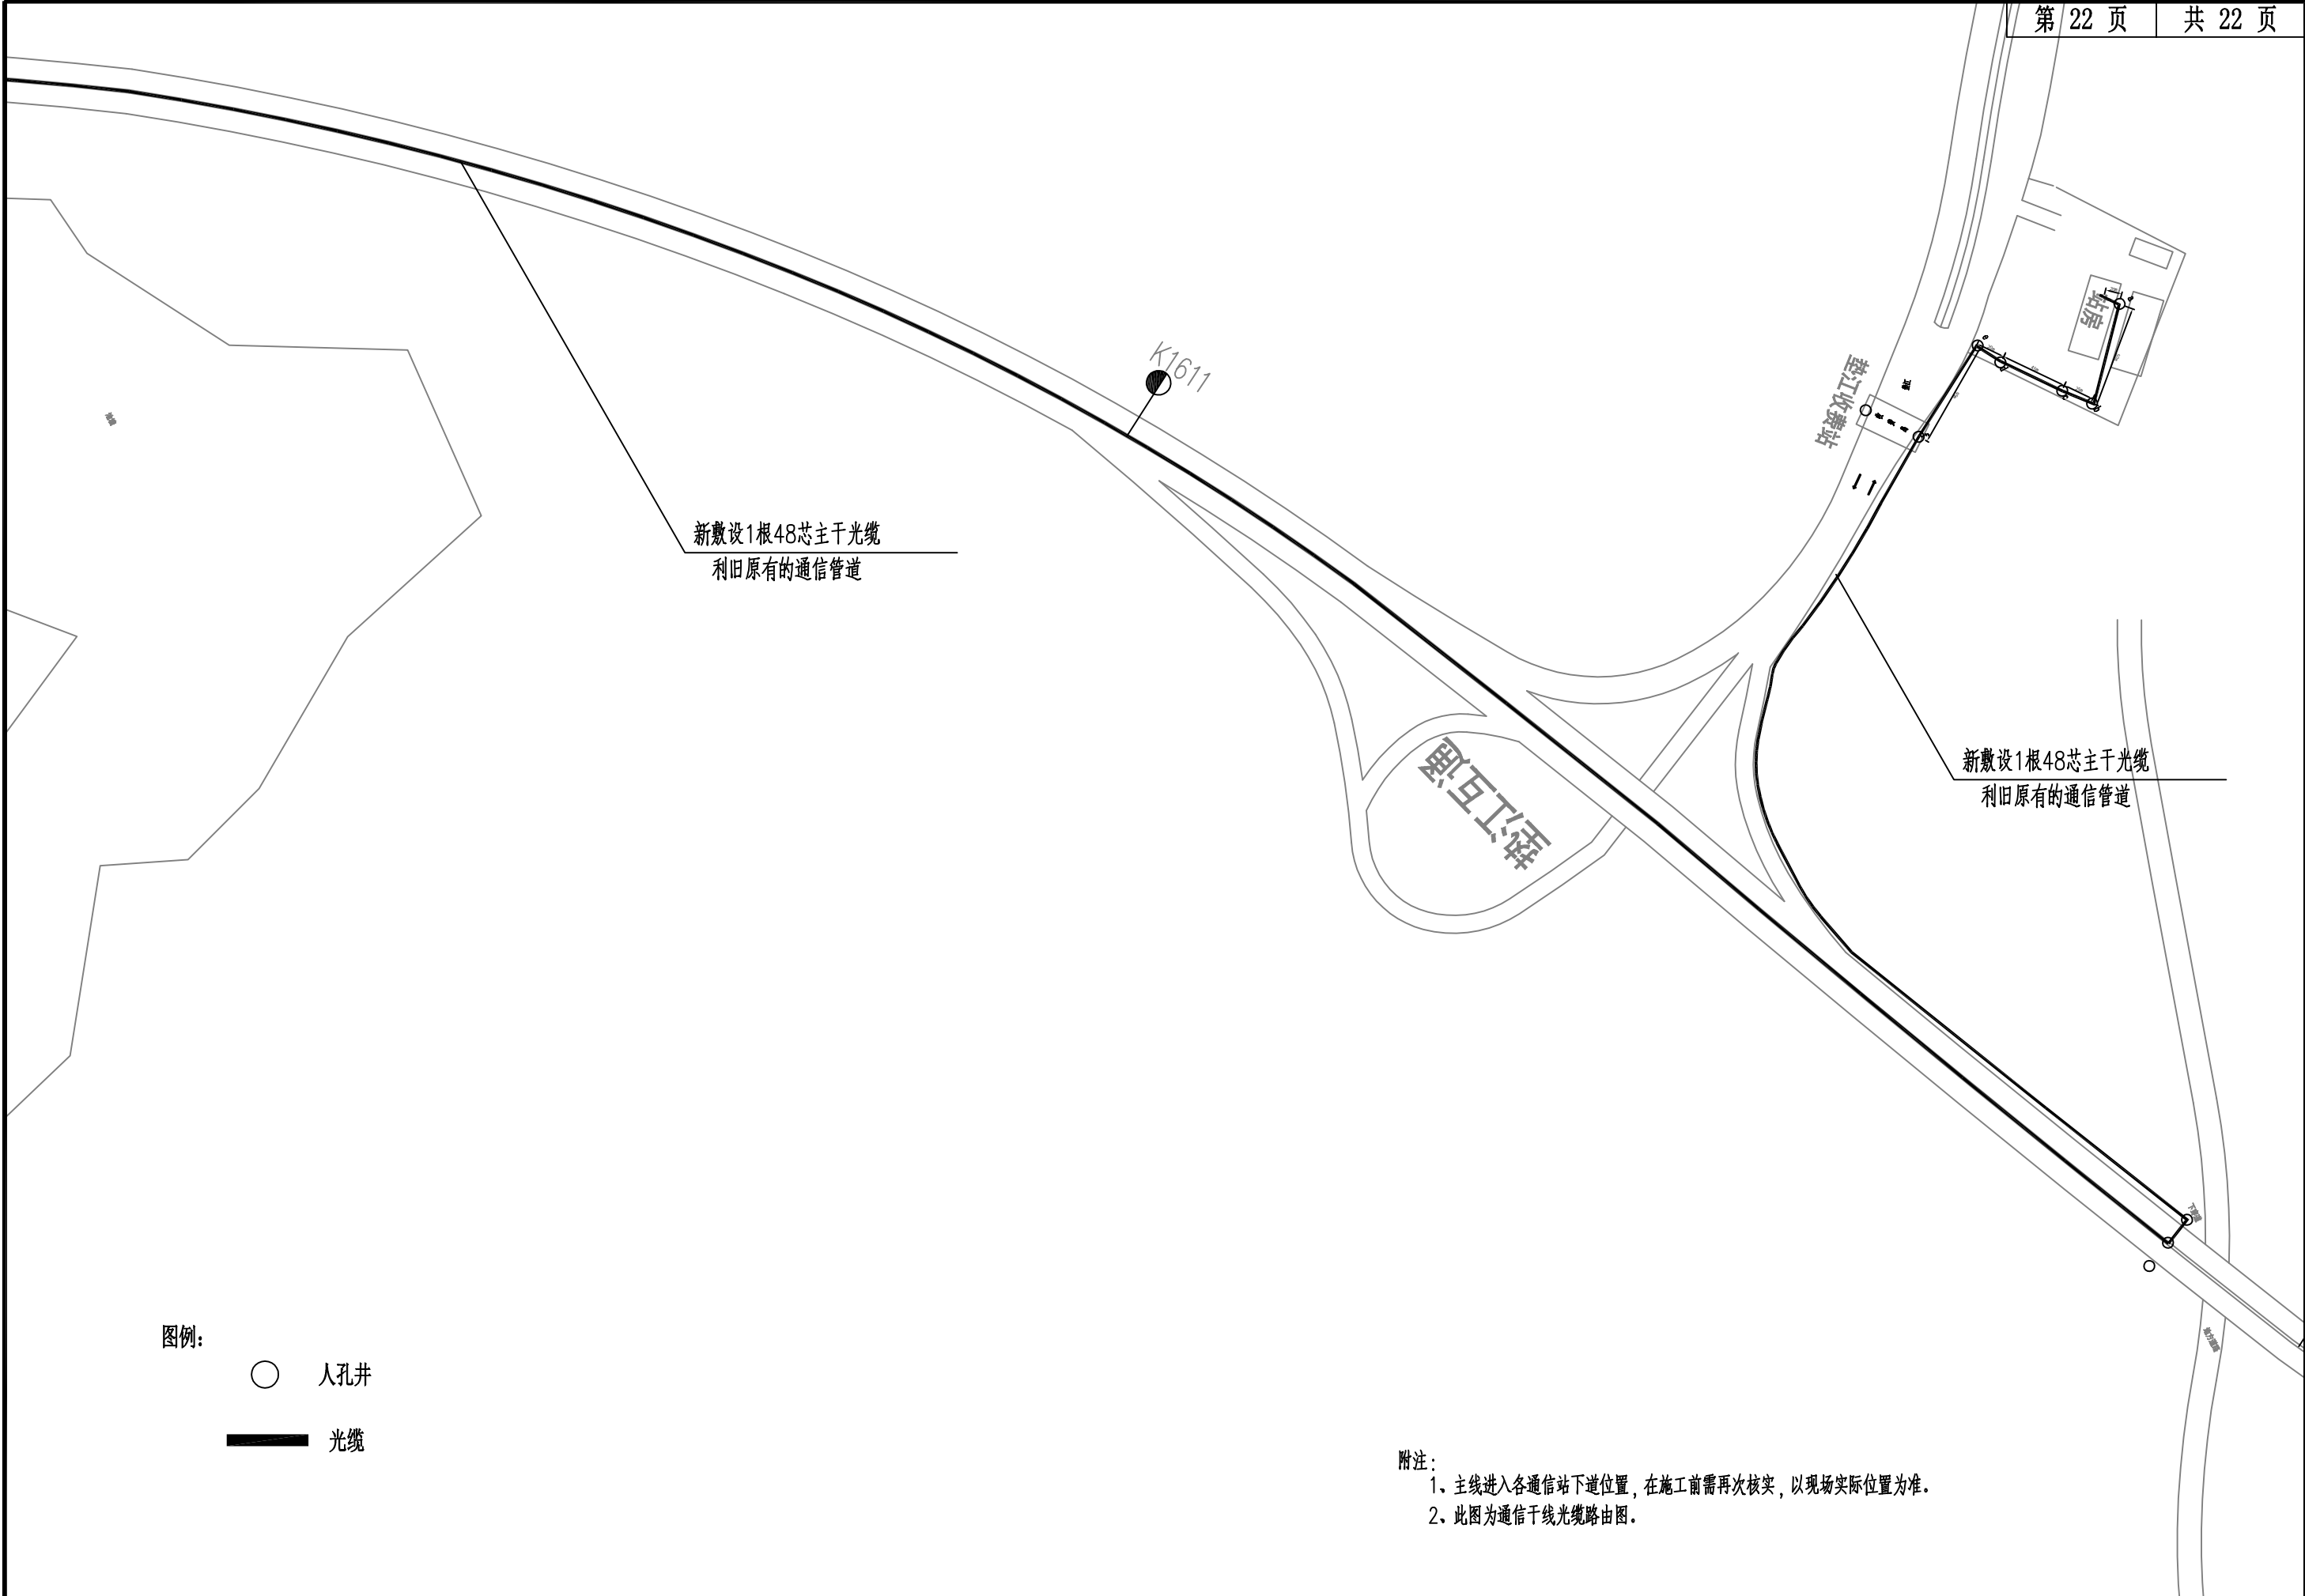 第 22 页 共 22 页
K1611
站房
垫江收费站
新敷设1根48芯主干光缆
利旧原有的通信管道
垫江互通
新敷设1根48芯主干光缆
利旧原有的通信管道
图例：
人孔井
光缆
附注：
1、主线进入各通信站下道位置，在施工前需再次核实，以现场实际位置为准。
2、此图为通信干线光缆路由图。